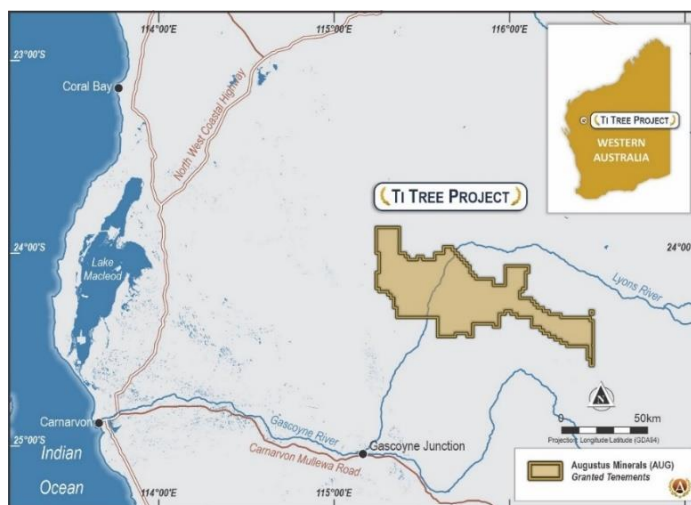 114°00'E
115°00'E
116°00'E
23°00'S
Coral Bay
North West Coastal Highway
TI TREE PROJECT
WESTERN
AUSTRALIA
TI TREE PROJECT
24°00'S
24°0
Lake
Macleod
Lyons River
N
0
50km
Projection: Longitude Latitude (GDA94)
Carnarvon
Gascoyne River
Gascoyne Junction
Carnarvon Mullewa Road
25°00'S
Indian
Ocean
Augustus Minerals (AUG)
Granted Tenements
A
114°00'E
115°00'E
116°00'E